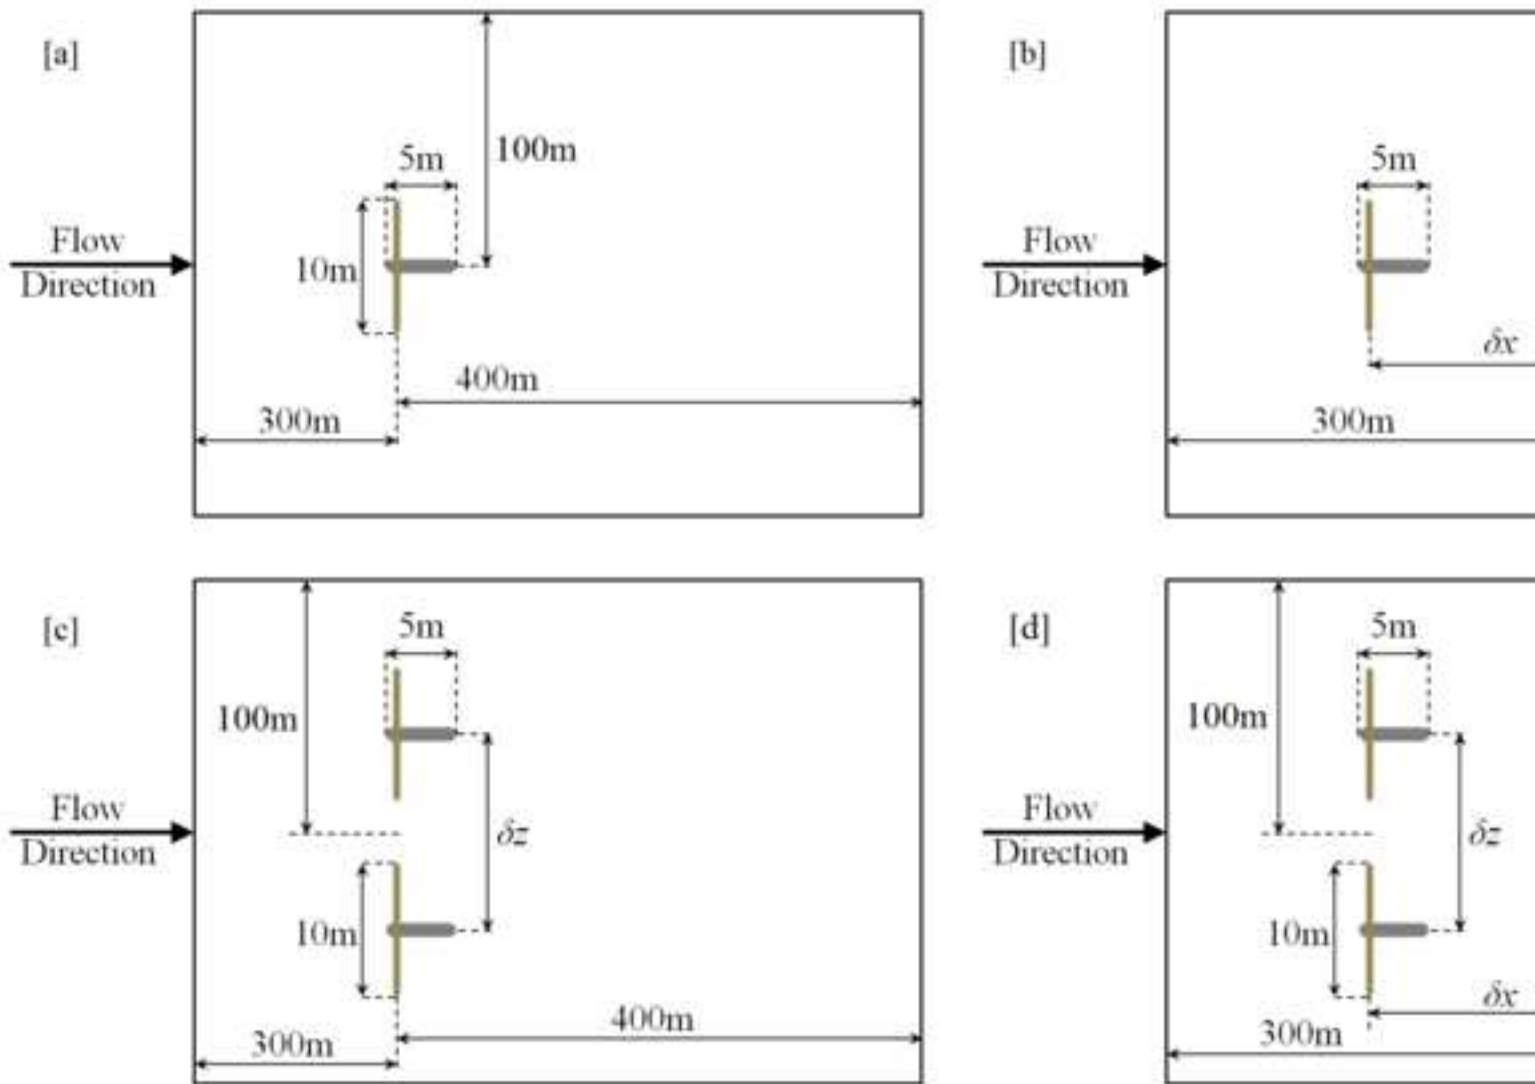 [a]
100m
5m
Flow
Direction
10m
400m
300m
[b]
5m
Flow
Direction
δx
300m
[c]
5m
100m
Flow
Direction
δz
10m
400m
300m
[d]
5m
100m
Flow
Direction
δz
10m
δx
300m